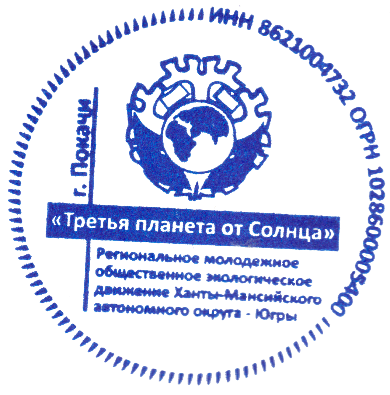 ИНН 8621004732 ОГРН 1028600005400
г. Покачи
«Третья планета от Солнца»
Региональное молодежное
общественное экологическое
движение Ханты-Мансийского
автономного округа - Югры